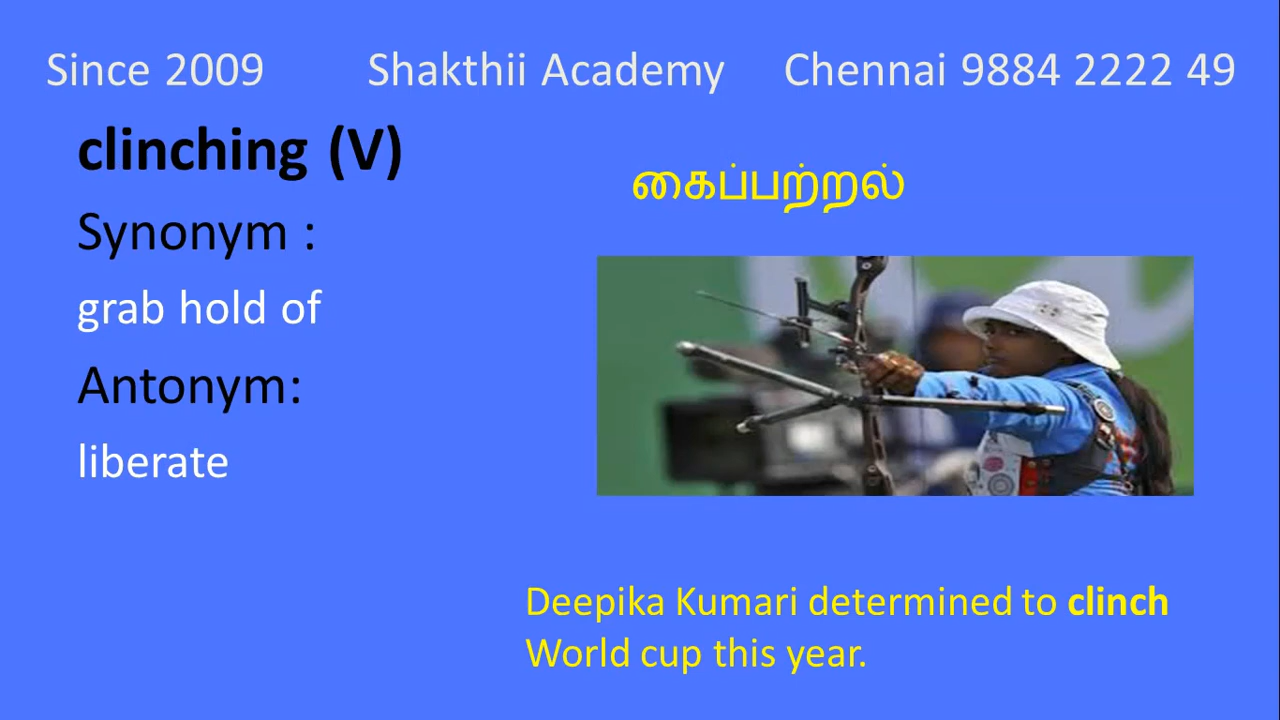 Since 2009 Shakthii Academy Chennai 9884 2222 49
clinching (V)
கைப்பற்றல்
Synonym :
grab hold of
Antonym:
liberate
Deepika Kumari determined to clinch
World cup this year.